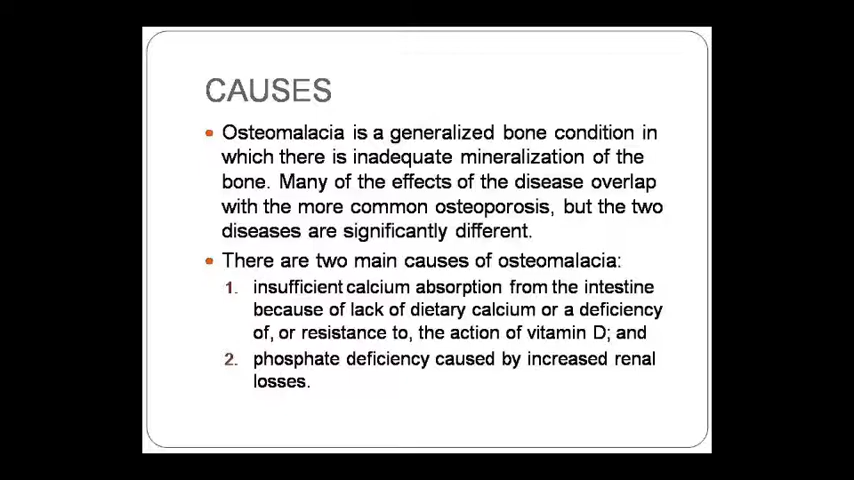 CAUSES
• Osteomalacia is a generalized bone condition in
which there is inadequate mineralization of the
bone. Many of the effects of the disease overlap
with the more common osteoporosis, but the two
diseases are significantly different.
• There are two main causes of osteomalacia:
1. insufficient calcium absorption from the intestine
because of lack of dietary calcium or a deficiency
of, or resistance to, the action of vitamin D; and
2. phosphate deficiency caused by increased renal
losses.